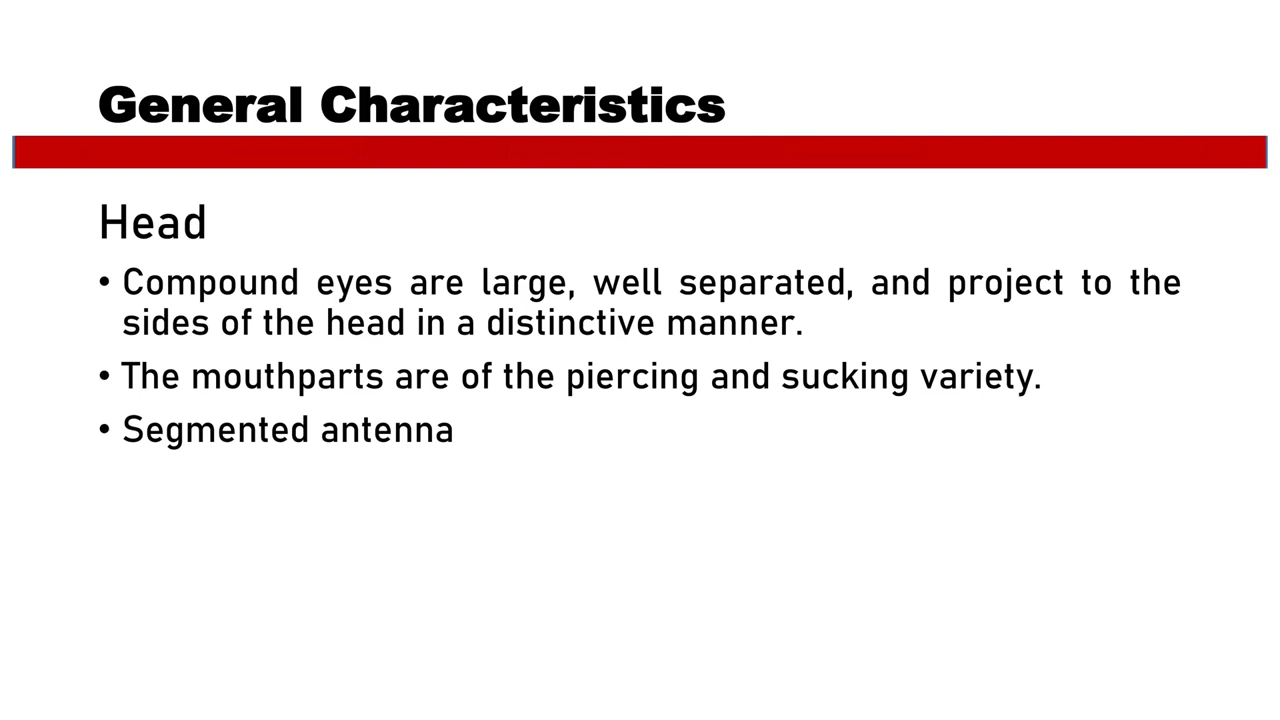 General Characteristics
Head
• Compound eyes are large, well separated, and project to the
sides of the head in a distinctive manner.
• The mouthparts are of the piercing and sucking variety.
• Segmented antenna